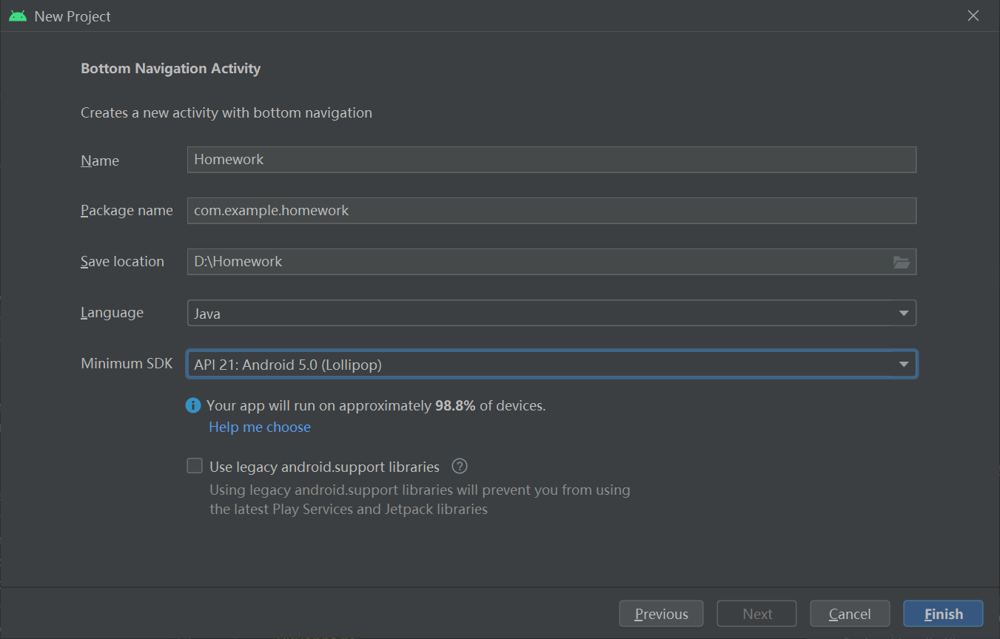 New Project
Bottom Navigation Activity
Creates a new activity with bottom navigation
Name
Homework
Package name
com.example.homework
Save location
D:\Homework
Language
Java
Minimum SDK
API 21: Android 5.0 (Lollipop)
Your app will run on approximately 98.8% of devices.
Help me choose
Use legacy android.support libraries
Using legacy android.support libraries will prevent you from using
the latest Play Services and Jetpack libraries
Previous
Next
Cancel
Finish